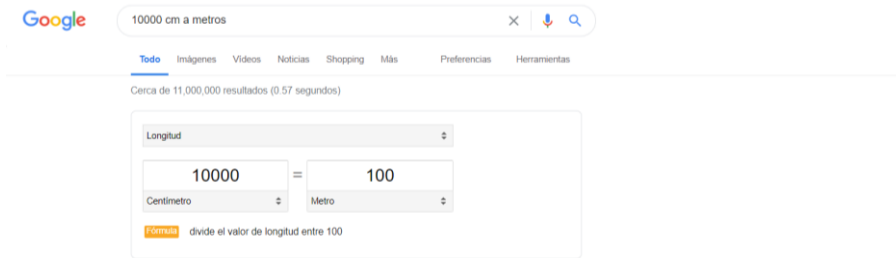 Google 10000 cm a metros
Todo Imágenes Vídeos Noticias Shopping Más Preferencias Herramientas
Cerca de 11,000,000 resultados (0.57 segundos)
Longitud
10000 = 100
Centímetro Metro
Fórmula divide el valor de longitud entre 100